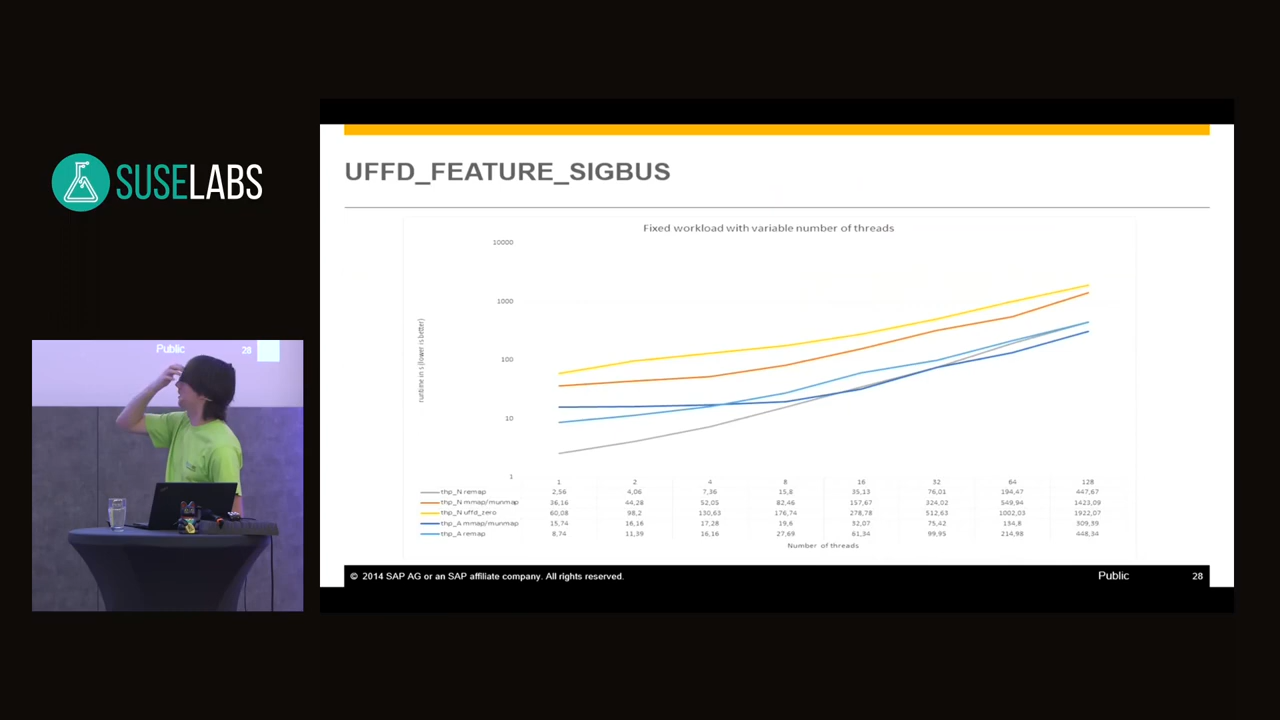 SUSELABS
UFFD_FEATURE_SIGBUS
Fixed workload with variable number of threads
10000
1000
100
10
1
runtime in s (lower is better)
1 2 4 8 16 32 64 128
thp_N remap 2,56 4,06 7,36 15,8 35,13 76,01 194,47 447,67
thp_N mmap/munmap 36,16 44,28 52,05 82,46 157,67 324,02 549,94 1423,09
thp_N uffd_zero 60,08 98,2 130,63 176,74 278,78 512,63 1002,03 1922,07
thp_A mmap/munmap 15,74 16,16 17,28 19,6 32,07 75,42 134,8 309,39
thp_A remap 8,74 11,39 16,16 27,69 61,34 99,95 214,98 448,34
Number of threads
© 2014 SAP AG or an SAP affiliate company. All rights reserved.
Public 28
Public 28